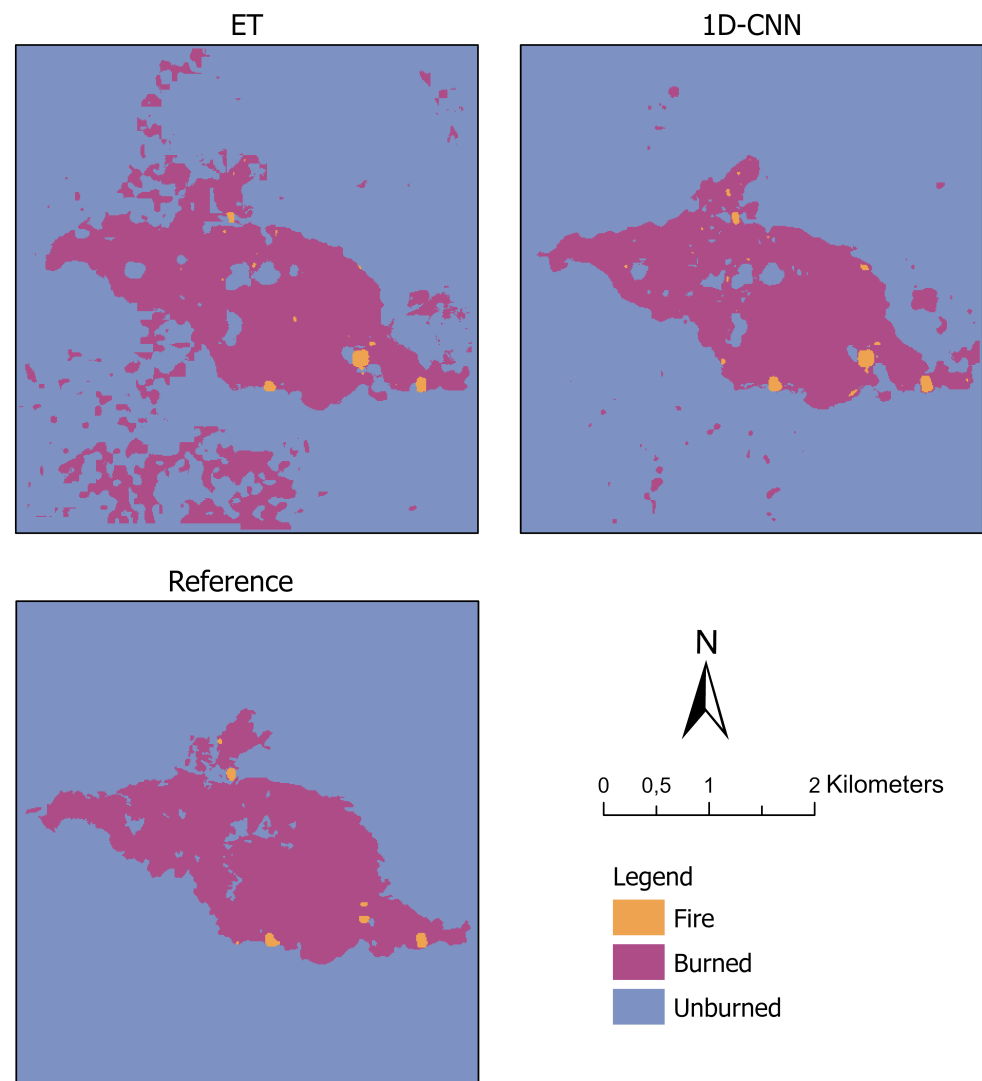 ET
1D-CNN
Reference
N
0 0,5 1 2 Kilometers
Legend
Fire
Burned
Unburned